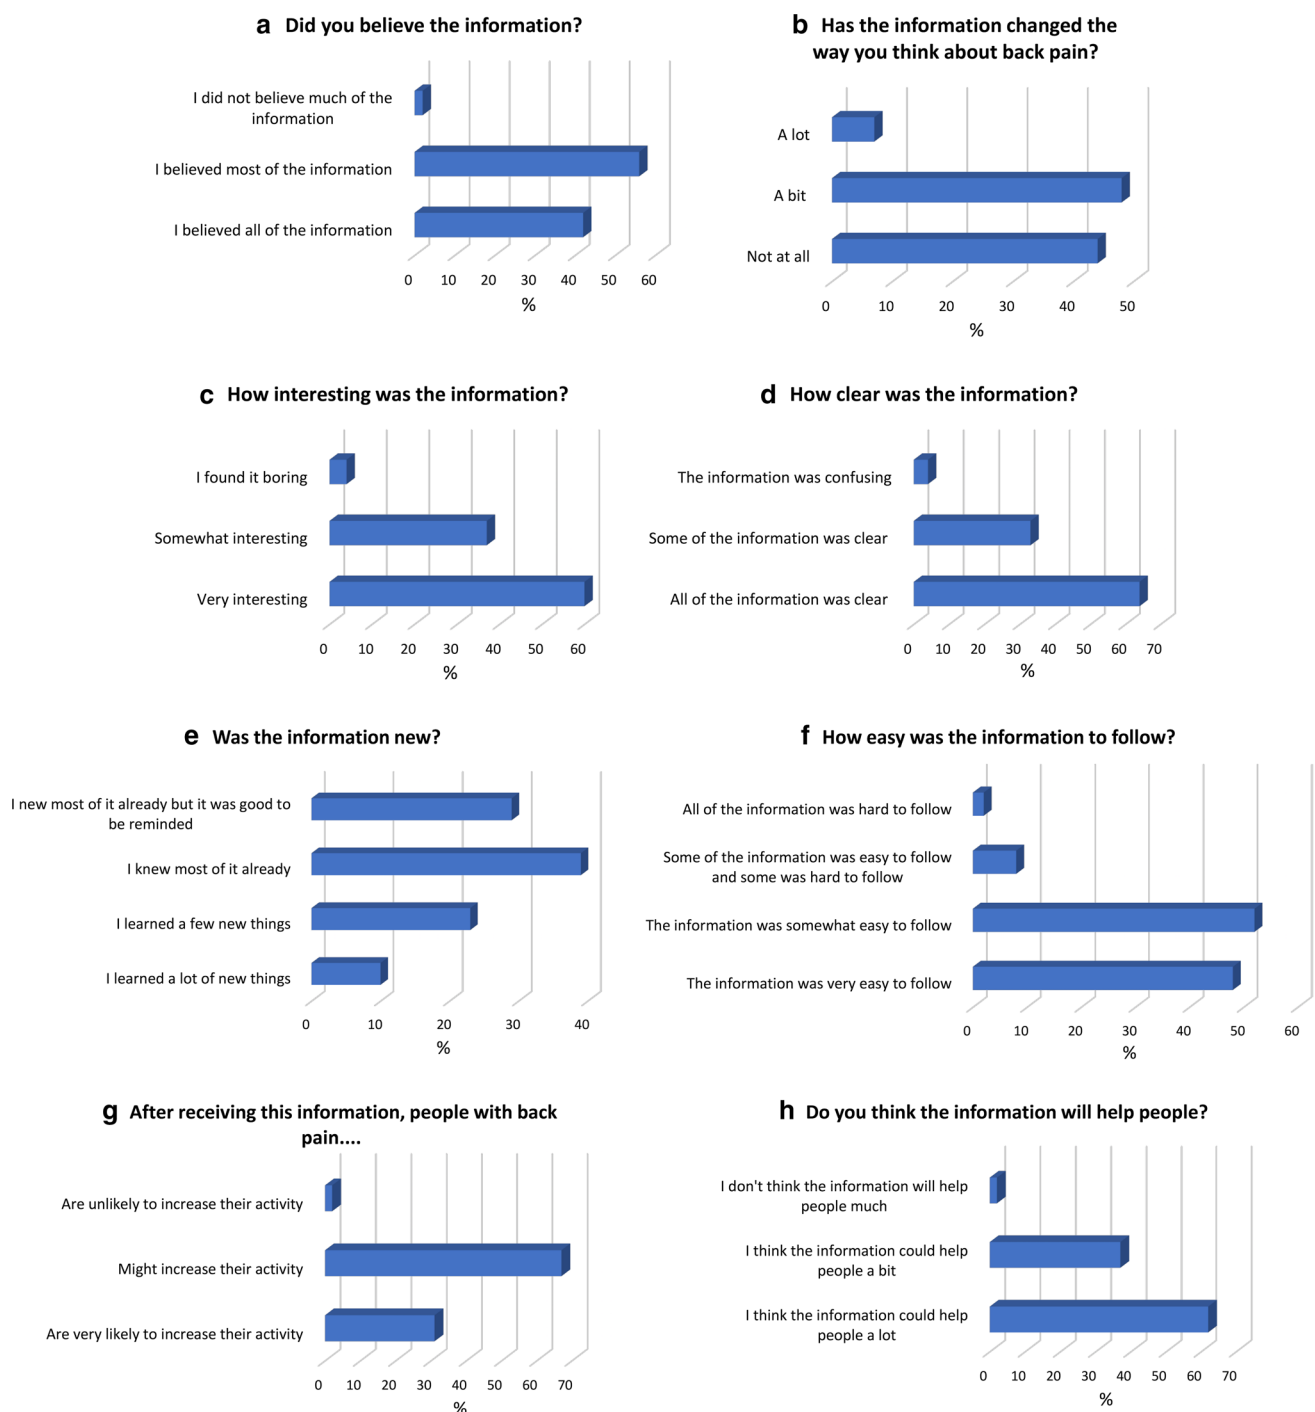 a Did you believe the information?
I did not believe much of the
information
I believed most of the information
I believed all of the information
0 10 20 30 40 50 60
%
b Has the information changed the
way you think about back pain?
A lot
A bit
Not at all
0 10 20 30 40 50
%
c How interesting was the information?
I found it boring
Somewhat interesting
Very interesting
0 10 20 30 40 50 60
%
d How clear was the information?
The information was confusing
Some of the information was clear
All of the information was clear
0 10 20 30 40 50 60 70
%
e Was the information new?
I new most of it already but it was good to
be reminded
I knew most of it already
I learned a few new things
I learned a lot of new things
0 10 20 30 40
%
f How easy was the information to follow?
All of the information was hard to follow
Some of the information was easy to follow
and some was hard to follow
The information was somewhat easy to follow
The information was very easy to follow
0 10 20 30 40 50 60
%
g After receiving this information, people with back
pain....
Are unlikely to increase their activity
Might increase their activity
Are very likely to increase their activity
0 10 20 30 40 50 60 70
%
h Do you think the information will help people?
I don't think the information will help
people much
I think the information could help
people a bit
I think the information could help
people a lot
0 10 20 30 40 50 60 70
%